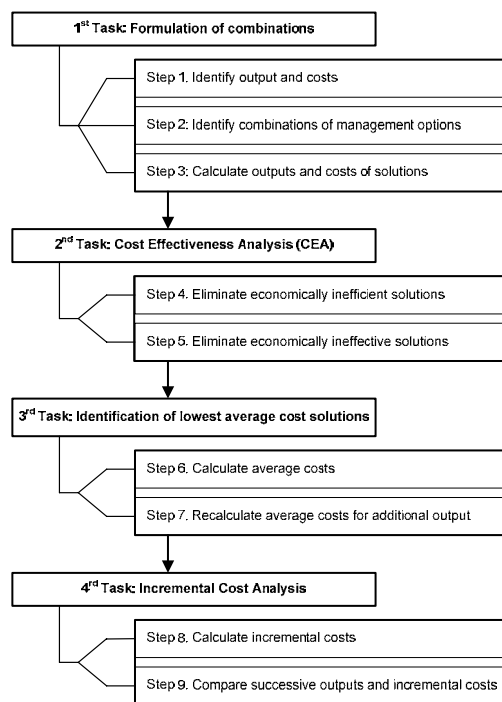 1st Task: Formulation of combinations
Step 1. Identify output and costs
Step 2: Identify combinations of management options
Step 3: Calculate outputs and costs of solutions
2nd Task: Cost Effectiveness Analysis (CEA)
Step 4. Eliminate economically inefficient solutions
Step 5. Eliminate economically ineffective solutions
3rd Task: Identification of lowest average cost solutions
Step 6. Calculate average costs
Step 7. Recalculate average costs for additional output
4rd Task: Incremental Cost Analysis
Step 8. Calculate incremental costs
Step 9. Compare successive outputs and incremental costs